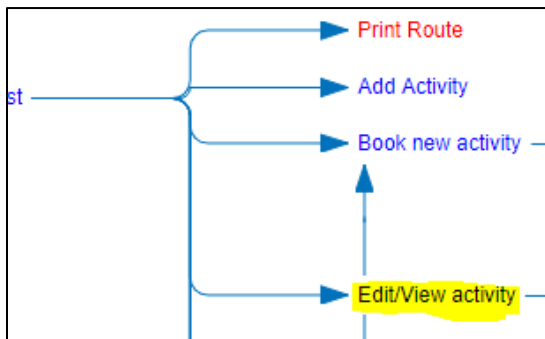 Print Route
Add Activity
st
Book new activity
Edit/View activity